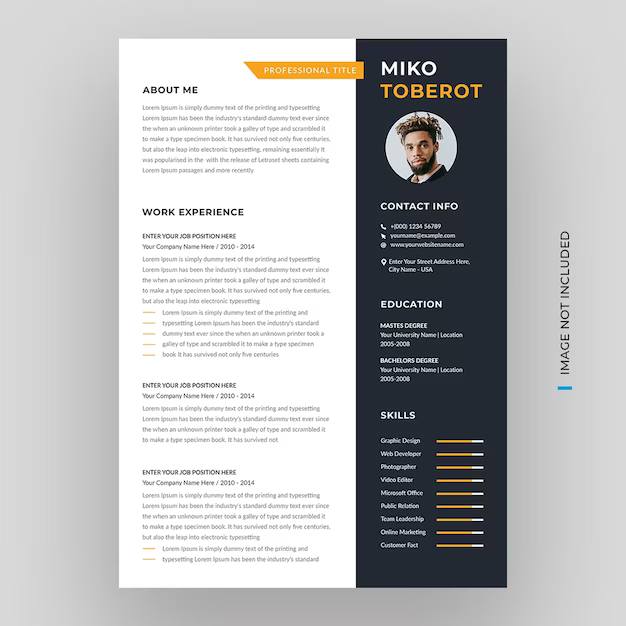 PROFESSIONAL TITLE
ABOUT ME
Lorem Ipsum is simply dummy text of the printing and typesetting
industry. Lorem Ipsum has been the industry's standard dummy text
when an unknown printer took a galley of type and scrambled it
to make a type specimen book. It has survived not only five
centuries, but also the leap typesetting, remaining essentially It
was popularised in the with the release of Letraset sheets containing
Lorem Ipsum passages and more recently
WORK EXPERIENCE
ENTER YOUR JOB POSITION HERE
Your Company Name Here / 2010 - 2014
Lorem Ipsum is simply dummy text of the printing and typesetting
industry. Lorem Ipsum has been the industry's standard dummy text
when an unknown printer took a galley of type and scrambled it
to make a type specimen book. It has survived not only five centuries,
but also the leap into electronic typesetting
Lorem Ipsum is simply dummy text of the printing and
typesetting Lorem Ipsum has been the industry's standard
dummy text ever since the 1500s, when an unknown printer took a
galley of type and scrambled it to make a type specimen
book It has survived not only five centuries
ENTER YOUR JOB POSITION HERE
Your Company Name Here / 2010 - 2014
Lorem Ipsum is simply dummy text of the printing and typesetting
industry. Lorem Ipsum has been the industry's standard dummy text
when an unknown printer took a galley of type and scrambled it
to make a type specimen book. It has survived not
ENTER YOUR JOB POSITION HERE
Your Company Name Here / 2010 - 2014
Lorem Ipsum is simply dummy text of the printing and typesetting
industry. Lorem Ipsum has been the industry's standard dummy text
when an unknown printer took a galley of type and scrambled it
to make a type specimen book. It has survived not only five centuries,
but also the leap into electronic typesetting
Lorem Ipsum is simply dummy text of the printing and
typesetting Lorem Ipsum has been the industry's standard
MIKO
TOBEROT
CONTACT INFO
+(000) 1234 56789
yourname@example.com
www.yourwebsitename.com
Enter Your Street Address Here,
City Name - USA
EDUCATION
MASTES DEGREE
Your University Name | Location
2005-2008
BACHELORS DEGREE
Your University Name | Location
2005-2008
SKILLS
Graphic Design
Web Developer
Photographer
Video Editor
Microsoft Office
Public Relation
Team Leadership
Online Marketing
Customer Fact
IMAGE NOT INCLUDED